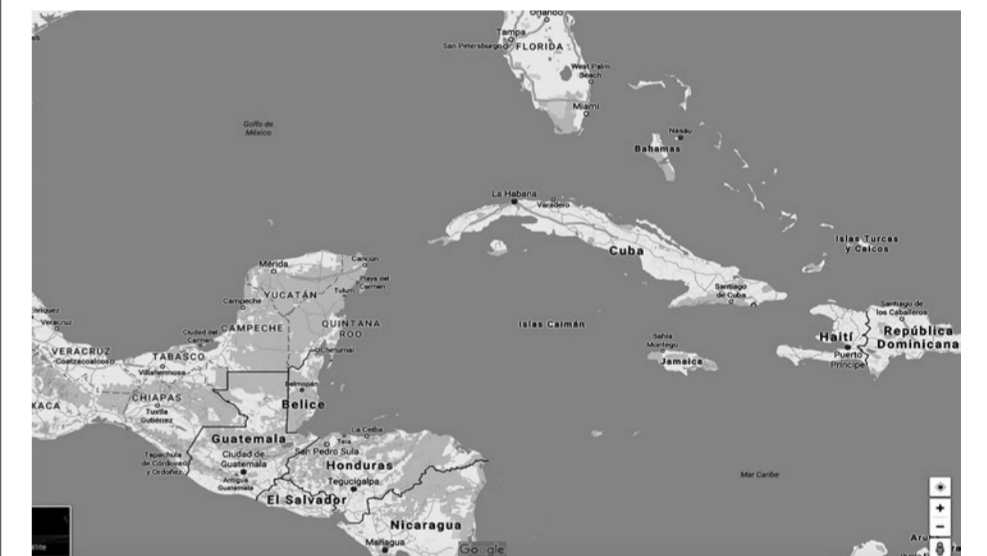 Orlando
Tampa
San Petersburgo
FLORIDA
West Palm
Beach
Miami
Golfo de
México
Nasáu
Bahamas
La Habana
Varadero
Cuba
Islas Turcas
y Caicos
Mérida
Cancún
Playa del
Carmen
Tulum
YUCATÁN
Campeche
Santiago
de Cuba
Santiago de
los Caballeros
Veracruz
Ciudad del
Carmen
CAMPECHE
QUINTANA
ROO
Islas Caimán
Bahía
Montego
Haití
República
Dominicana
VERACRUZ
Coatzacoalcos
TABASCO
Chetumal
Jamaica
Puerto
Príncipe
Villahermosa
Belmopán
CHIAPAS
Belice
XACA
Tuxtla
Gutiérrez
La Ceiba
Guatemala
Tela
San Pedro Sula
Tapachula
de Córdova
y Ordoñez
Ciudad de
Guatemala
Honduras
Mar Caribe
Antigua
Guatemala
Tegucigalpa
El Salvador
Nicaragua
Managua
Google